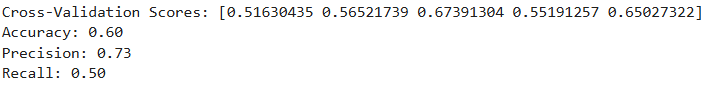 Cross-Validation Scores: [0.51630435 0.56521739 0.67391304 0.55191257 0.65027322]
Accuracy: 0.60
Precision: 0.73
Recall: 0.50